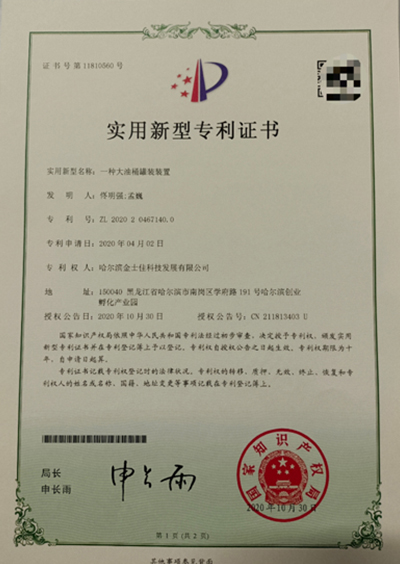 证书号第11810560号
实用新型专利证书
实用新型名称：一种大油桶罐装装置
发明人：佟明强;孟巍
专利号：ZL 2020 2 0467140.0
专利申请日：2020年04月02日
专利权人：哈尔滨金士佳科技发展有限公司
地址：150040 黑龙江省哈尔滨市南岗区学府路191号哈尔滨创业
孵化产业园
授权公告日：2020年10月30日 授权公告号：CN 211813403 U
国家知识产权局依照中华人民共和国专利法经过初步审查，决定授予专利权，颁发实用
新型专利证书并在专利登记簿上予以登记。专利权自授权公告之日起生效。专利权期限为十
年，自申请日起算。
专利证书记载专利权登记时的法律状况。专利权的转移、质押、无效、终止、恢复和专利
权人的姓名或名称、国籍、地址变更等事项记载在专利登记簿上。
局长
申长雨
申长雨
国家知识产权局
2020年10月30日
第1页（共2页）
其他事项参见背面